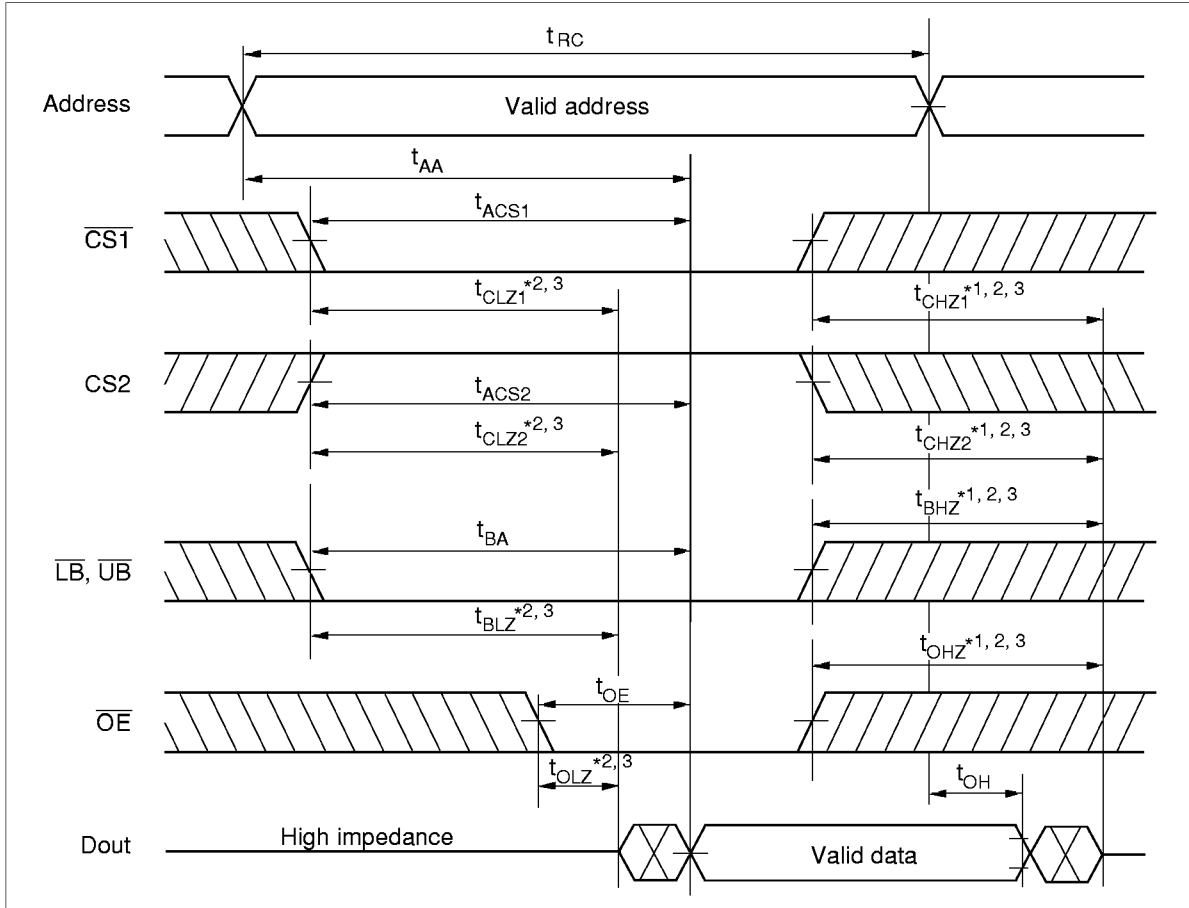 tRC
Address
Valid address
tAA
tACS1
CS1
tCLZ1*2, 3
tCHZ1*1, 2, 3
CS2
tACS2
tCLZ2*2, 3
tCHZ2*1, 2, 3
tBHZ*1, 2, 3
tBA
LB, UB
tBLZ*2, 3
tOHZ*1, 2, 3
tOE
OE
tOLZ*2, 3
tOH
High impedance
Dout
Valid data